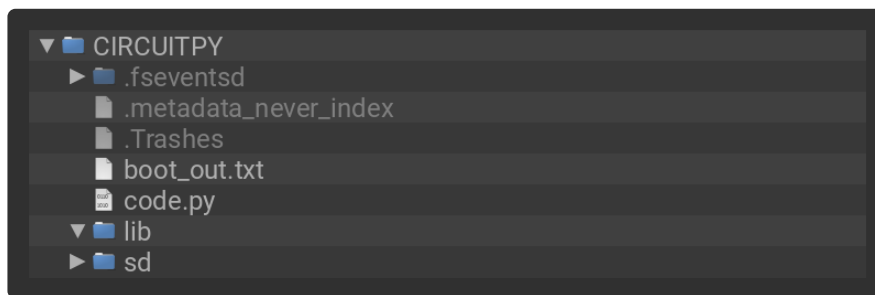 CIRCUITPY
.fseventsd
.metadata_never_index
.Trashes
boot_out.txt
code.py
lib
sd